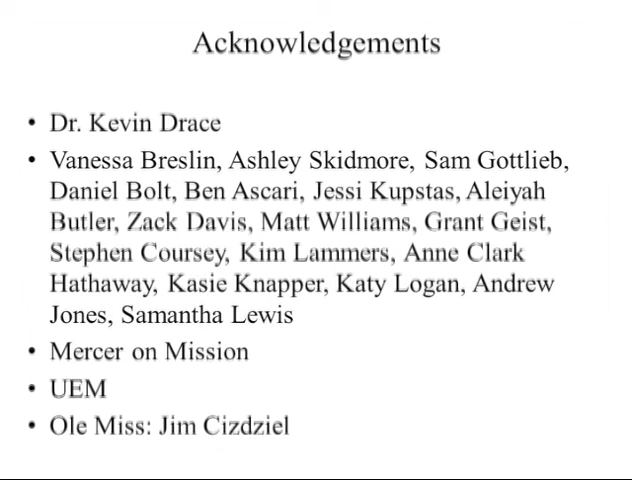 Acknowledgements
• Dr. Kevin Drace
• Vanessa Breslin, Ashley Skidmore, Sam Gottlieb,
Daniel Bolt, Ben Ascari, Jessi Kupstas, Aleiyah
Butler, Zack Davis, Matt Williams, Grant Geist,
Stephen Coursey, Kim Lammers, Anne Clark
Hathaway, Kasie Knapper, Katy Logan, Andrew
Jones, Samantha Lewis
• Mercer on Mission
• UEM
• Ole Miss: Jim Cizdziel